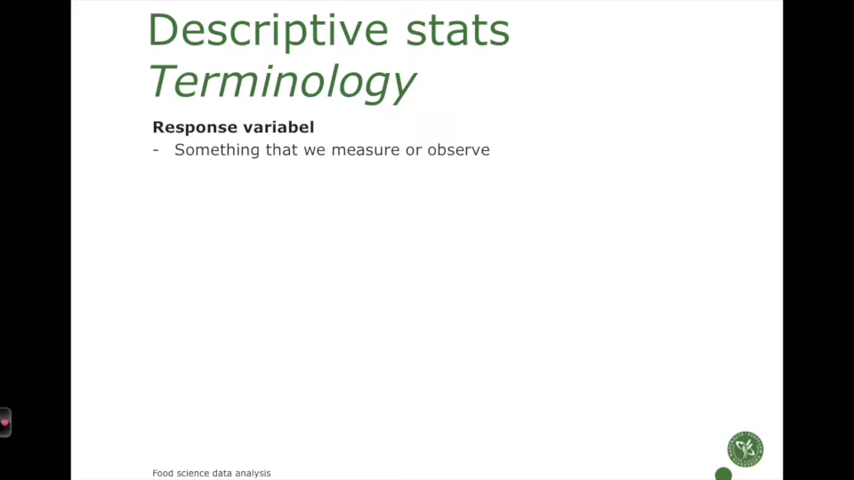 Descriptive stats
Terminology
Response variabel
- Something that we measure or observe
Food science data analysis